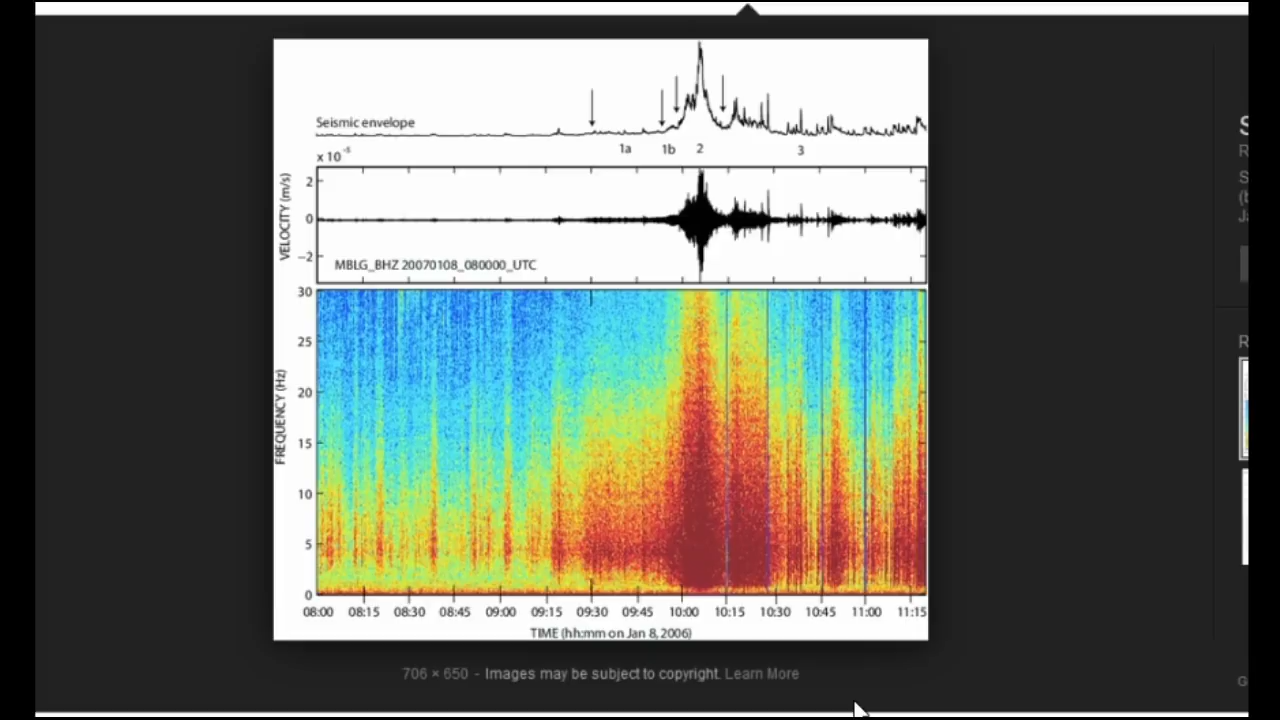 Seismic envelope
1a 1b 2 3
x 10 -5
VELOCITY (m/s)
2
0
−2
MBLG_BHZ 20070108_080000_UTC
FREQUENCY (Hz)
30
25
20
15
10
5
0
08:00 08:15 08:30 08:45 09:00 09:15 09:30 09:45 10:00 10:15 10:30 10:45 11:00 11:15
TIME (hh:mm on Jan 8, 2006)
706 × 650 - Images may be subject to copyright. Learn More
S
R
S
(b
Ja
R
G